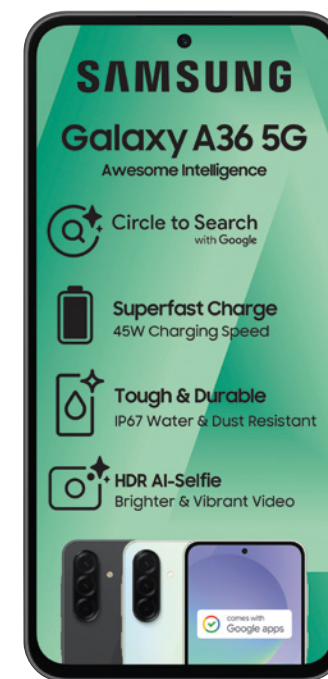 SAMSUNG
Galaxy A36 5G
Awesome Intelligence
Circle to Search
with Google
Superfast Charge
45W Charging Speed
Tough & Durable
IP67 Water & Dust Resistant
HDR AI-Selfie
Brighter & Vibrant Video
comes with
Google apps